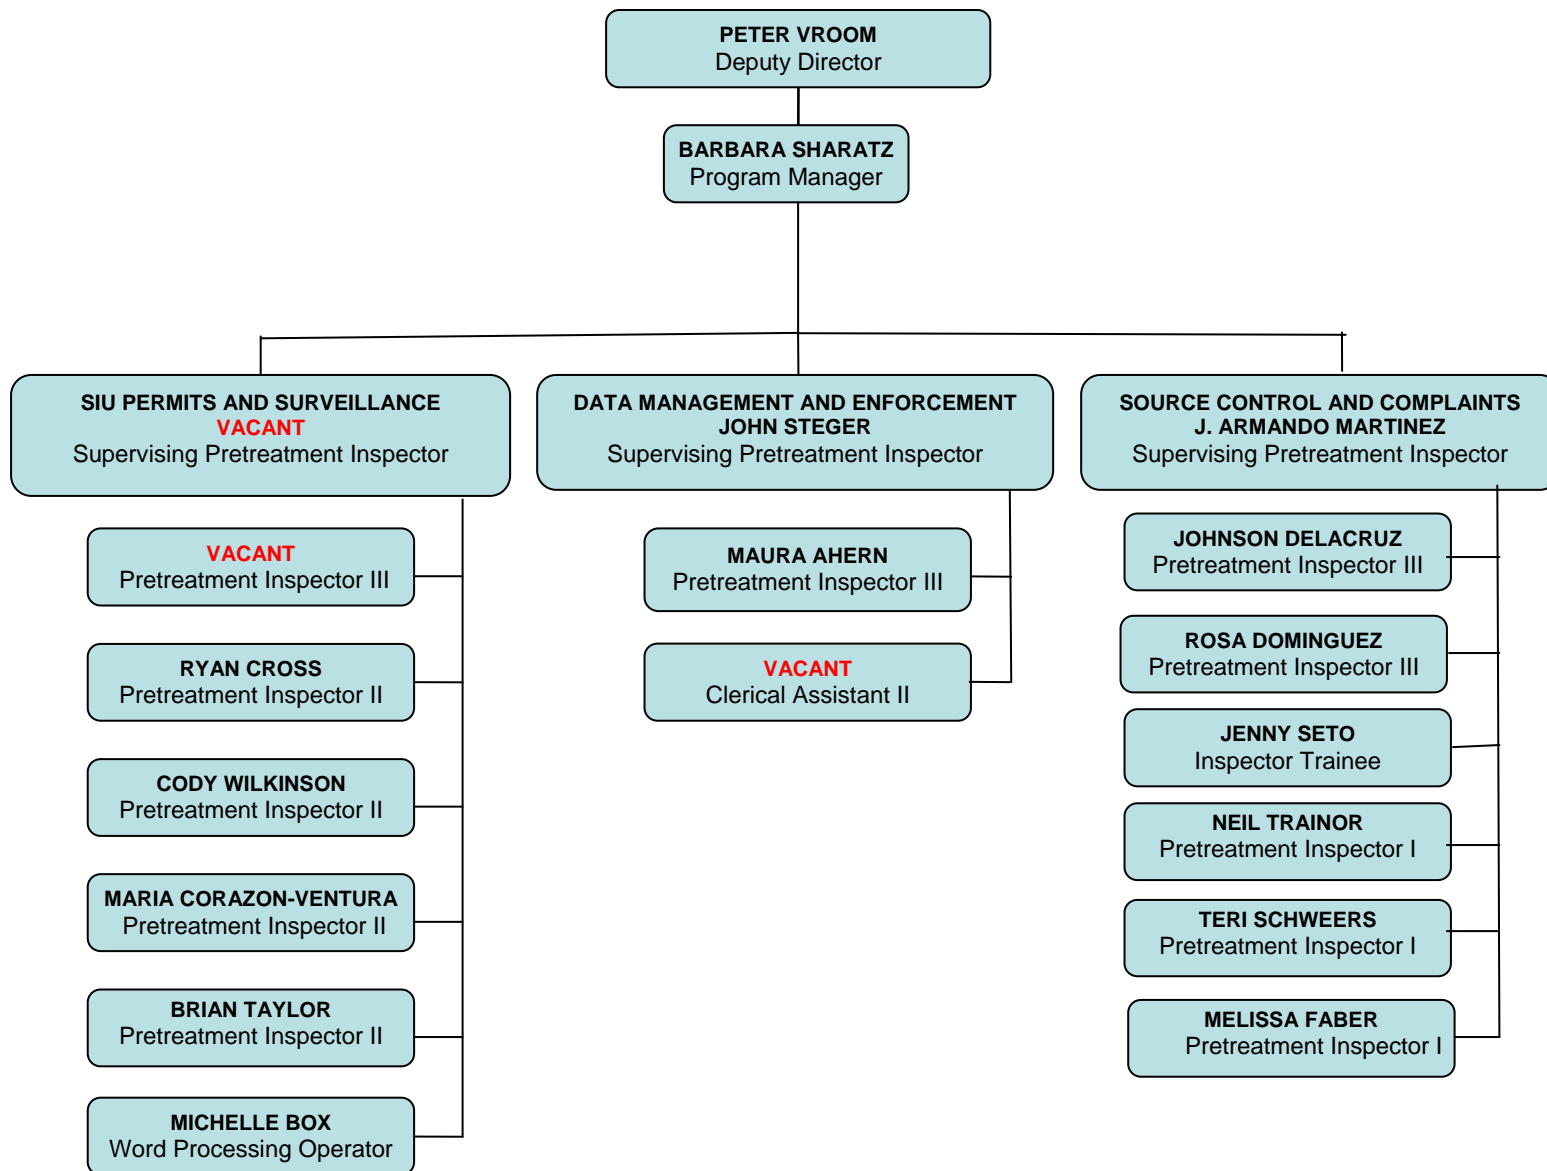 PETER VROOM
Deputy Director
BARBARA SHARATZ
Program Manager
SIU PERMITS AND SURVEILLANCE
VACANT
Supervising Pretreatment Inspector
VACANT
Pretreatment Inspector III
RYAN CROSS
Pretreatment Inspector II
CODY WILKINSON
Pretreatment Inspector II
MARIA CORAZON-VENTURA
Pretreatment Inspector II
BRIAN TAYLOR
Pretreatment Inspector II
MICHELLE BOX
Word Processing Operator
DATA MANAGEMENT AND ENFORCEMENT
JOHN STEGER
Supervising Pretreatment Inspector
MAURA AHERN
Pretreatment Inspector III
VACANT
Clerical Assistant II
SOURCE CONTROL AND COMPLAINTS
J. ARMANDO MARTINEZ
Supervising Pretreatment Inspector
JOHNSON DELACRUZ
Pretreatment Inspector III
ROSA DOMINGUEZ
Pretreatment Inspector III
JENNY SETO
Inspector Trainee
NEIL TRAINOR
Pretreatment Inspector I
TERI SCHWEERS
Pretreatment Inspector I
MELISSA FABER
Pretreatment Inspector I